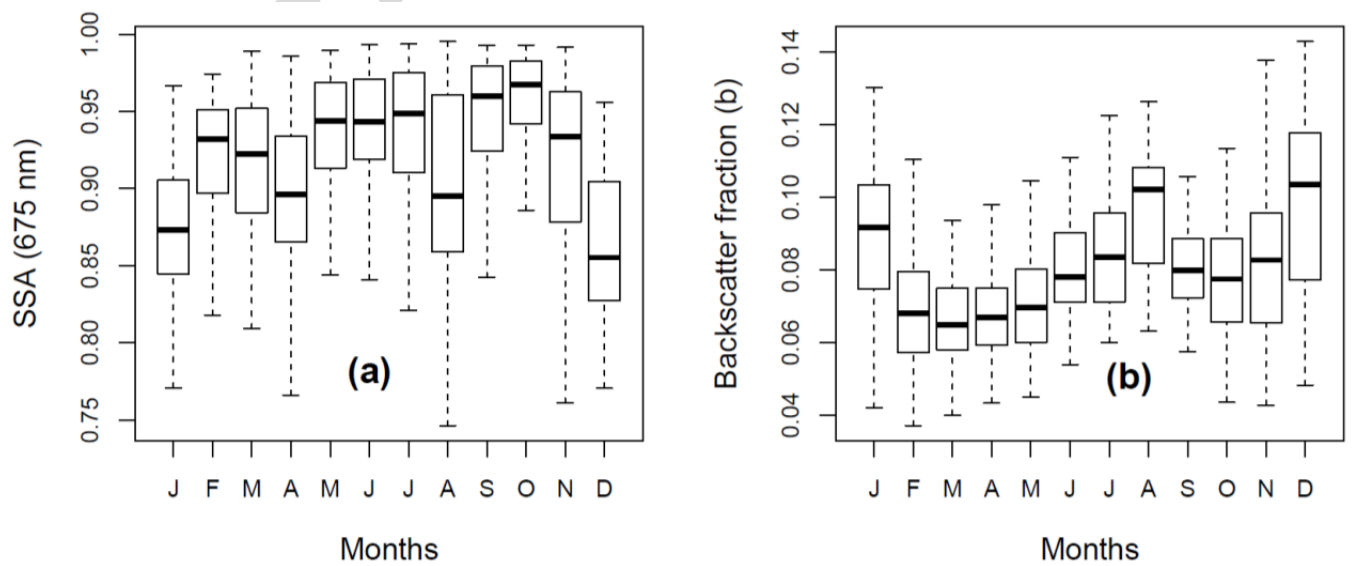 SSA (675 nm)
1.00
0.95
0.90
0.85
0.80
0.75
(a)
J F M A M J J A S O N D
Months
Backscatter fraction (b)
0.14
0.12
0.10
0.08
0.06
0.04
(b)
J F M A M J J A S O N D
Months